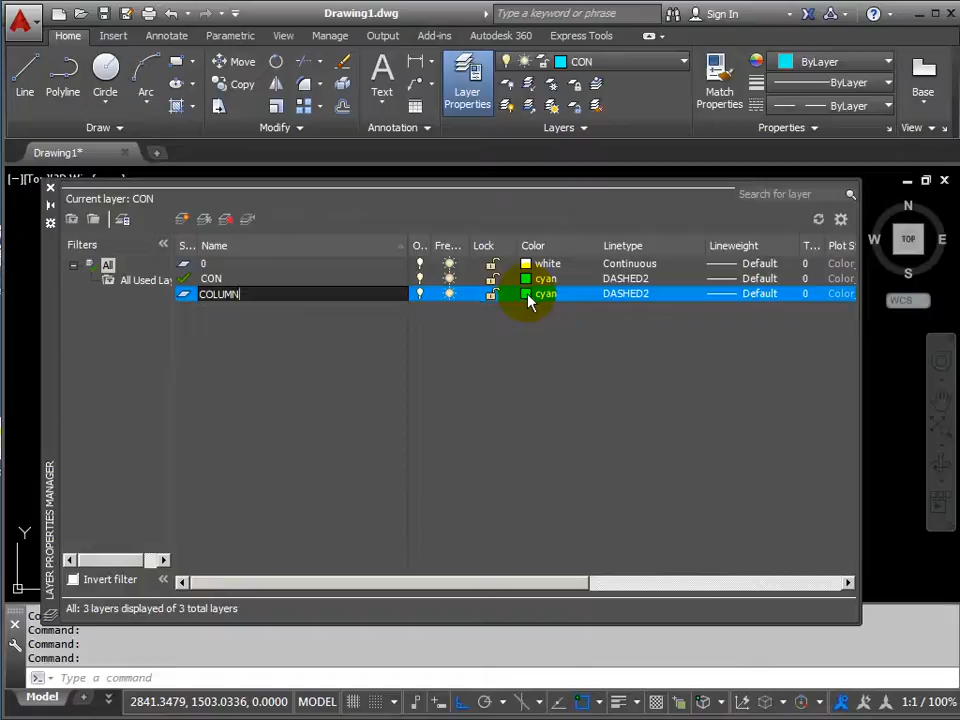 Drawing1.dwg
Type a keyword or phrase
Sign In
Home Insert Annotate Parametric View Manage Output Add-ins Autodesk 360 Express Tools
Line Polyline Circle Arc Move Copy Text Layer Properties CON Match Properties ByLayer ByLayer ByLayer Base
Draw Modify Annotation Layers Properties View
Drawing1*
Current layer: CON
Search for layer
Filters S... Name O.. Fre... Lock Color Linetype Lineweight T... Plot S
All 0 white Continuous Default 0 Color_
All Used Lay CON cyan DASHED2 Default 0 Color_
COLUMN cyan DASHED2 Default 0 Color_
Invert filter
All: 3 layers displayed of 3 total layers
LAYER PROPERTIES MANAGER
N
W TOP E
S
WCS
Command:
Command:
Command:
Type a command
Model 2841.3479, 1503.0336, 0.0000 MODEL 1:1 / 100%